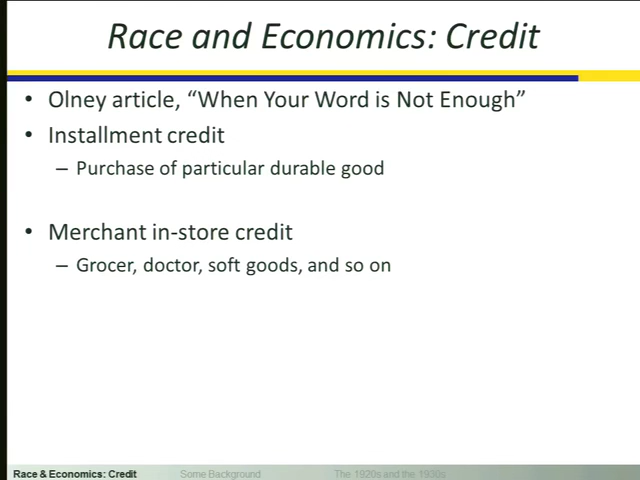 Race and Economics: Credit
• Olney article, “When Your Word is Not Enough”
• Installment credit
– Purchase of particular durable good
• Merchant in-store credit
– Grocer, doctor, soft goods, and so on
Race & Economics: Credit Some Background The 1920s and the 1930s